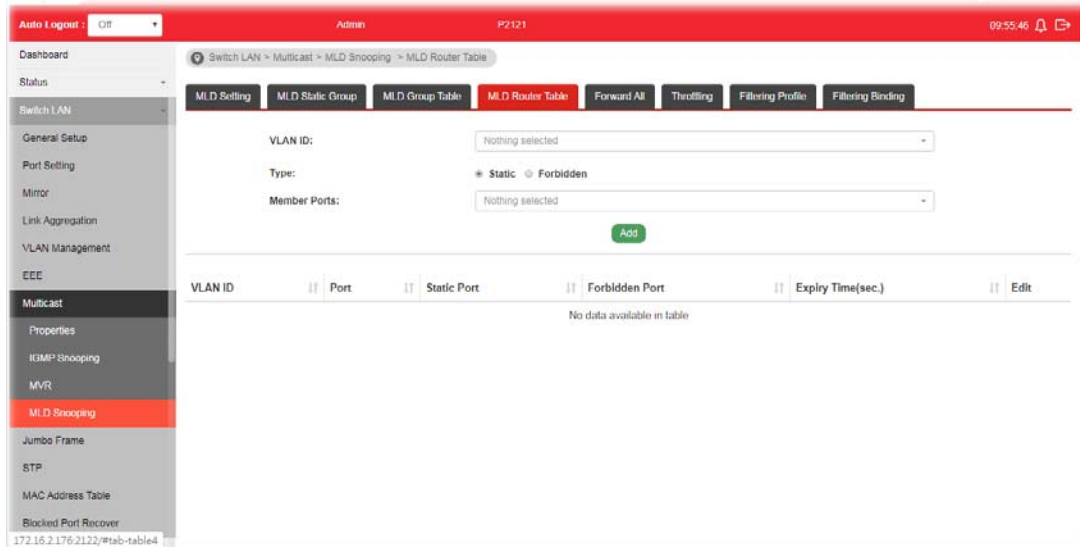 Auto Logout : Off
Admin
P2121
09:55:46
Dashboard
Status
Switch LAN
General Setup
Port Setting
Mirror
Link Aggregation
VLAN Management
EEE
Multicast
Properties
IGMP Snooping
MVR
MLD Snooping
Jumbo Frame
STP
MAC Address Table
Blocked Port Recover
172.16.2.176:2122/#tab-table4
Switch LAN > Multicast > MLD Snooping > MLD Router Table
MLD Setting MLD Static Group MLD Group Table MLD Router Table Forward All Throttling Filtering Profile Filtering Binding
VLAN ID: Nothing selected
Type: Static Forbidden
Member Ports: Nothing selected
Add
VLAN ID Port Static Port Forbidden Port Expiry Time(sec.) Edit
No data available in table